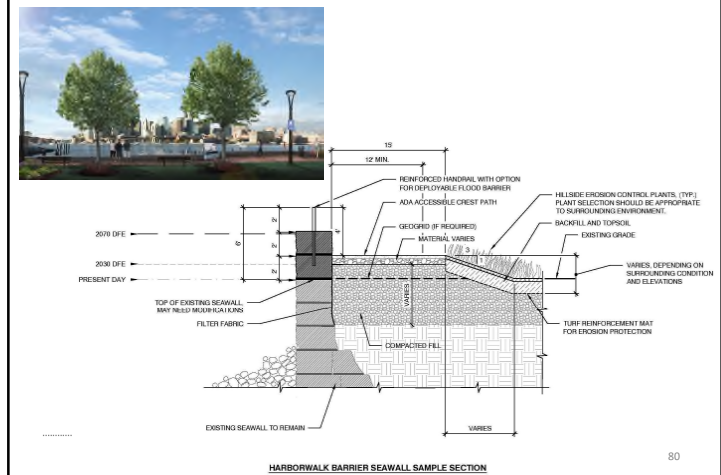 15'
12' MIN.
REINFORCED HANDRAIL WITH OPTION
FOR DEPLOYABLE FLOOD BARRIER
ADA ACCESSIBLE CREST PATH
GEOGRID (IF REQUIRED)
MATERIAL VARIES
HILLSIDE EROSION CONTROL PLANTS, (TYP.)
PLANT SELECTION SHOULD BE APPROPRIATE
TO SURROUNDING ENVIRONMENT.
BACKFILL AND TOPSOIL
EXISTING GRADE
2070 DFE
2030 DFE
PRESENT DAY
6'
2'
2'
2'
4'
3
1
VARIES
VARIES, DEPENDING ON
SURROUNDING CONDITION
AND ELEVATIONS
TOP OF EXISTING SEAWALL,
MAY NEED MODIFICATIONS
FILTER FABRIC
COMPACTED FILL
TURF REINFORCEMENT MAT
FOR EROSION PROTECTION
EXISTING SEAWALL TO REMAIN
VARIES
............
80
HARBORWALK BARRIER SEAWALL SAMPLE SECTION